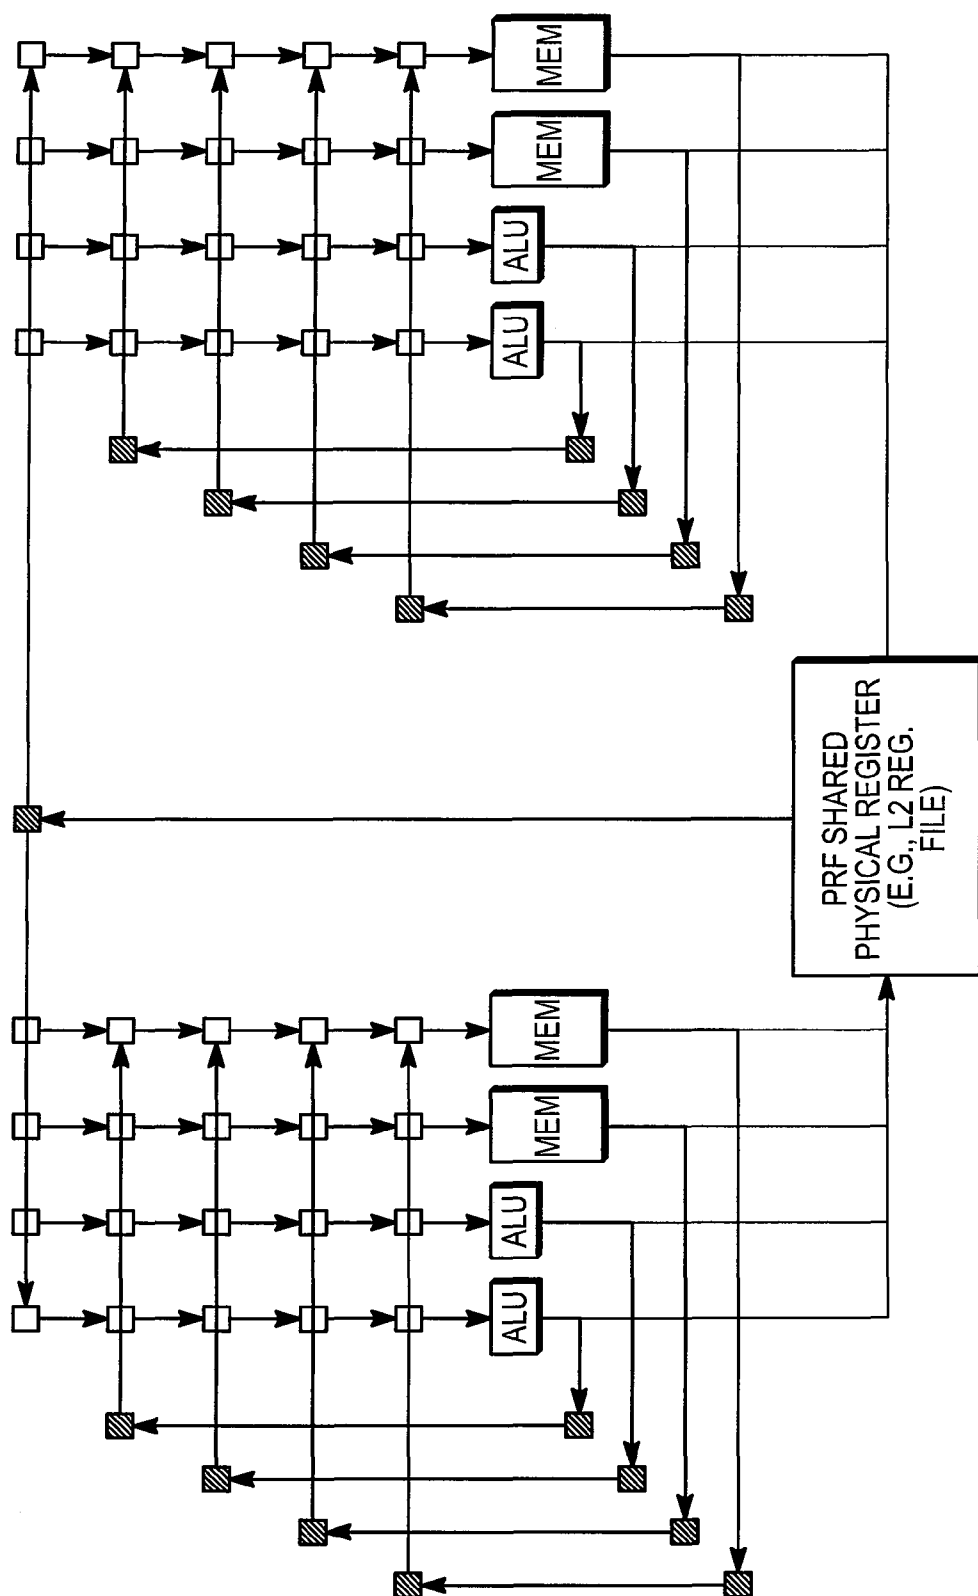 MEM
MEM
ALU
ALU
PRF SHARED
PHYSICAL REGISTER
(E.G., L2 REG.
FILE)
MEM
MEM
ALU
ALU